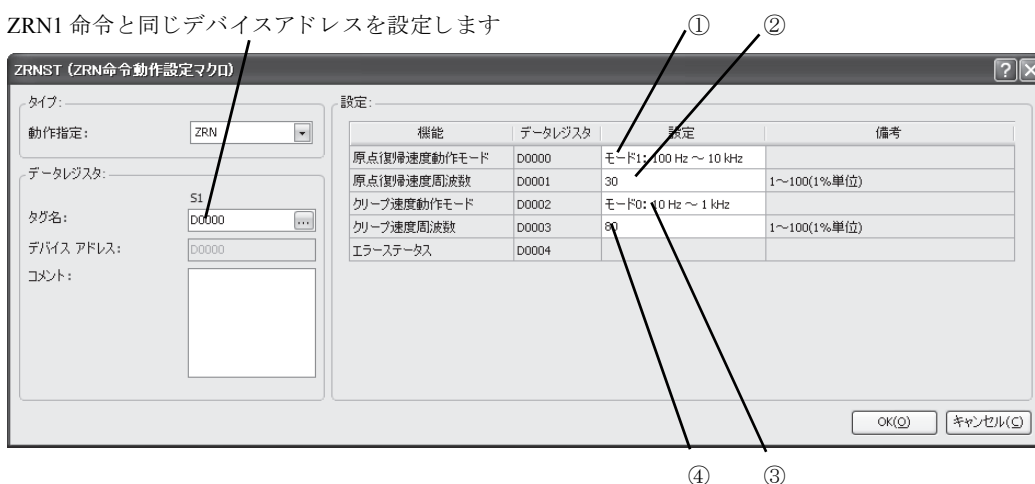 ZRN1 命令と同じデバイスアドレスを設定します
① ②
ZRNST (ZRN命令動作設定マクロ)
タイプ:
動作指定: ZRN
データレジスタ:
S1
タグ名: D0000 ...
デバイス アドレス: D0000
コメント:
設定:
機能 データレジスタ 設定 備考
原点復帰速度動作モード D0000 モード1: 100 Hz ～ 10 kHz
原点復帰速度周波数 D0001 30 1～100(1%単位)
クリープ速度動作モード D0002 モード0: 10 Hz ～ 1 kHz
クリープ速度周波数 D0003 80 1～100(1%単位)
エラーステータス D0004
OK(O) キャンセル(C)
④ ③